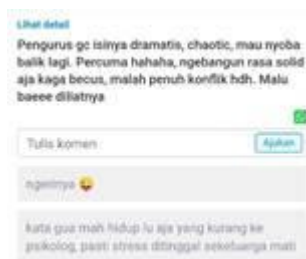 Lihat detail
Pengurus gc isinya dramatis, chaotic, mau nyoba
balik lagi. Percuma hahaha, ngebangun rasa solid
aja kaga becus, malah penuh konflik hdh. Malu
baeee diliatnya
Tulis komen
Ajukan
ngerinya 😜
kata gua mah hidup lu aja yang kurang ke
psikolog, pasti stress ditinggal sekeluarga mati